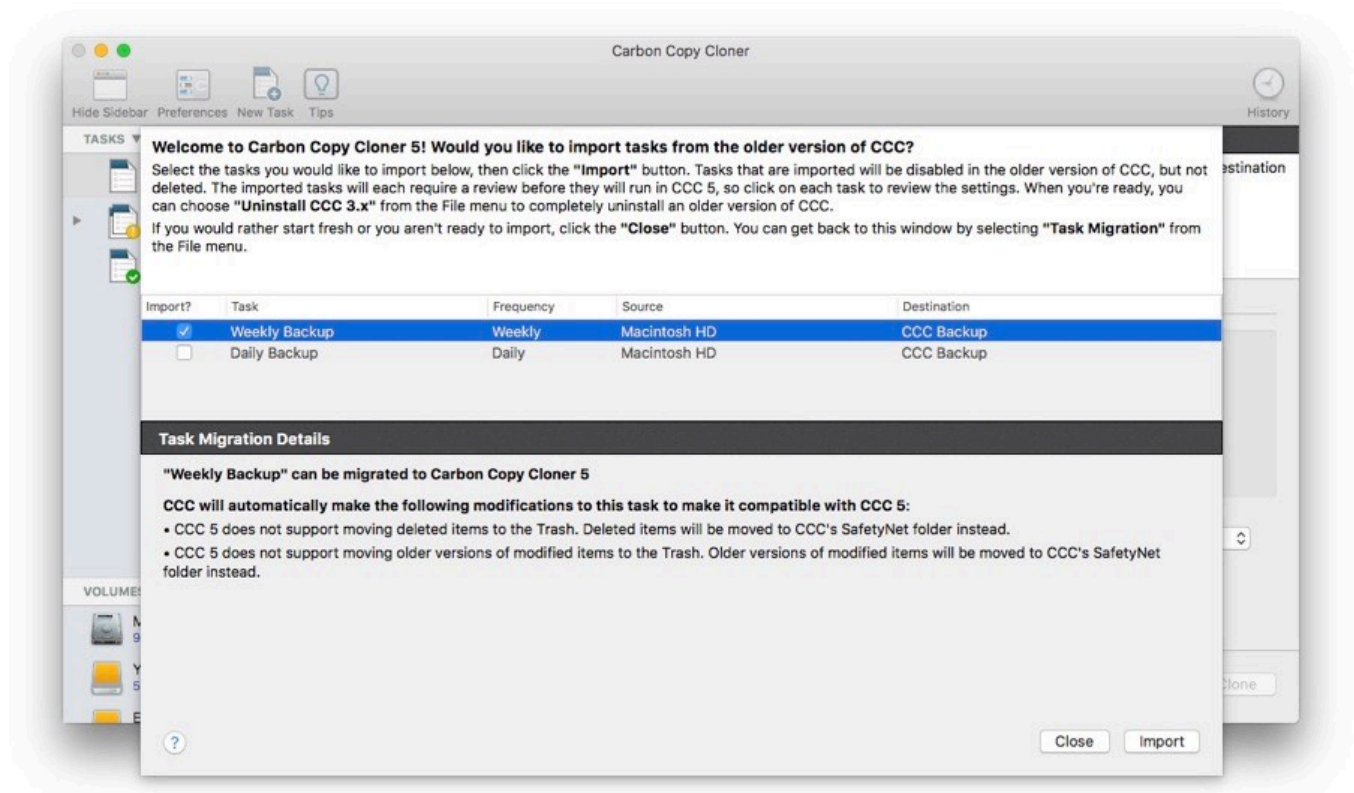 Carbon Copy Cloner
Hide Sidebar Preferences New Task Tips History
TASKS
Welcome to Carbon Copy Cloner 5! Would you like to import tasks from the older version of CCC?
Select the tasks you would like to import below, then click the "Import" button. Tasks that are imported will be disabled in the older version of CCC, but not
deleted. The imported tasks will each require a review before they will run in CCC 5, so click on each task to review the settings. When you're ready, you
can choose "Uninstall CCC 3.x" from the File menu to completely uninstall an older version of CCC.
If you would rather start fresh or you aren't ready to import, click the "Close" button. You can get back to this window by selecting "Task Migration" from
the File menu.
estination
Import? Task Frequency Source Destination
Weekly Backup Weekly Macintosh HD CCC Backup
Daily Backup Daily Macintosh HD CCC Backup
Task Migration Details
"Weekly Backup" can be migrated to Carbon Copy Cloner 5
CCC will automatically make the following modifications to this task to make it compatible with CCC 5:
• CCC 5 does not support moving deleted items to the Trash. Deleted items will be moved to CCC's SafetyNet folder instead.
• CCC 5 does not support moving older versions of modified items to the Trash. Older versions of modified items will be moved to CCC's SafetyNet
folder instead.
VOLUMES
M
9
Y
5
E
Clone
? Close Import